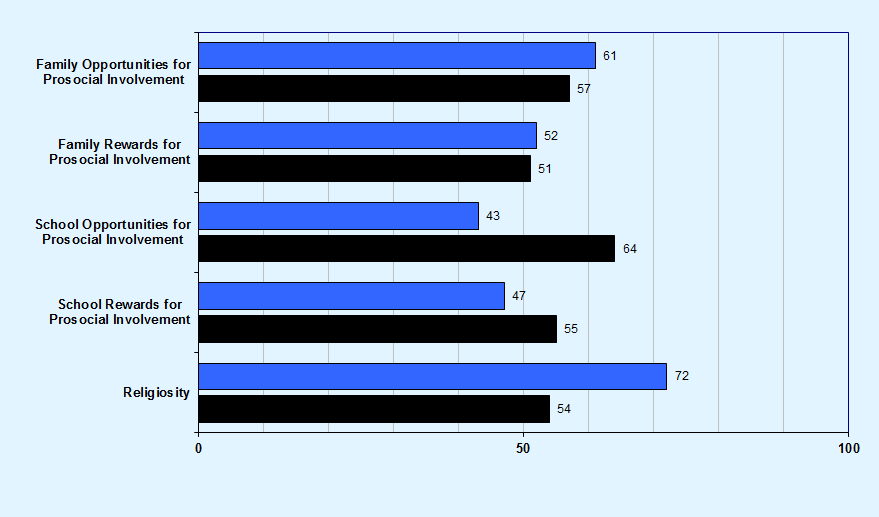 Family Opportunities for
Prosocial Involvement
61
57
Family Rewards for
Prosocial Involvement
52
51
School Opportunities for
Prosocial Involvement
43
64
School Rewards for
Prosocial Involvement
47
55
Religiosity
72
54
0 50 100